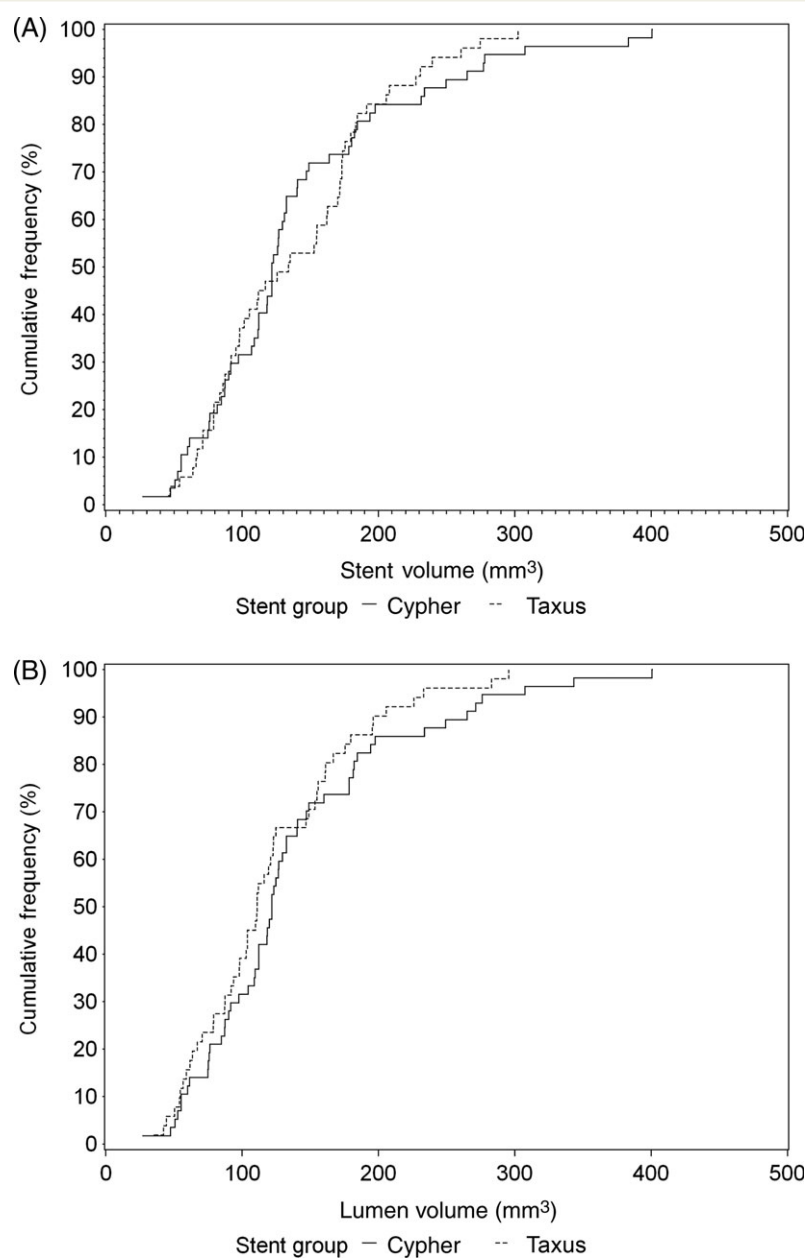 (A)
100
90
80
70
60
50
40
30
20
10
0
Cumulative frequency (%)
0 100 200 300 400 500
Stent volume (mm³)
Stent group Cypher Taxus
(B)
100
90
80
70
60
50
40
30
20
10
0
Cumulative frequency (%)
0 100 200 300 400 500
Lumen volume (mm³)
Stent group Cypher Taxus